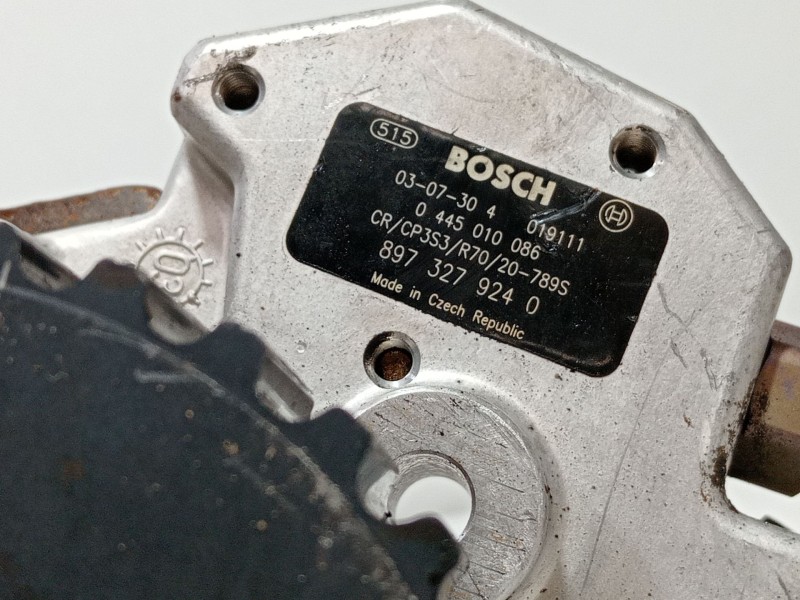 515
BOSCH
03-07-30 4 019111
0 445 010 086
CR/CP3S3/R70/20-789S
897 327 924 0
Made in Czech Republic